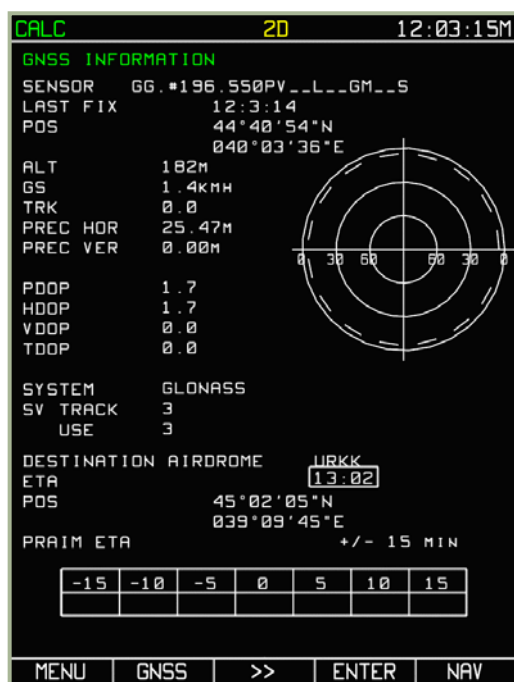 CALC 2D 12:03:15M
GNSS INFORMATION
SENSOR GG.#196.550PV__L__GM__S
LAST FIX 12:3:14
POS 44°40'54"N
040°03'36"E
ALT 182M
GS 1.4KMH
TRK 0.0
PREC HOR 25.47M
PREC VER 0.00M
0 30 60 60 30 0
PDOP 1.7
HDOP 1.7
VDOP 0.0
TDOP 0.0
SYSTEM GLONASS
SV TRACK 3
USE 3
DESTINATION AIRDROME URKK
ETA 13:02
POS 45°02'05"N
039°09'45"E
PRAIM ETA +/- 15 MIN
-15 -10 -5 0 5 10 15
MENU GNSS >> ENTER NAV